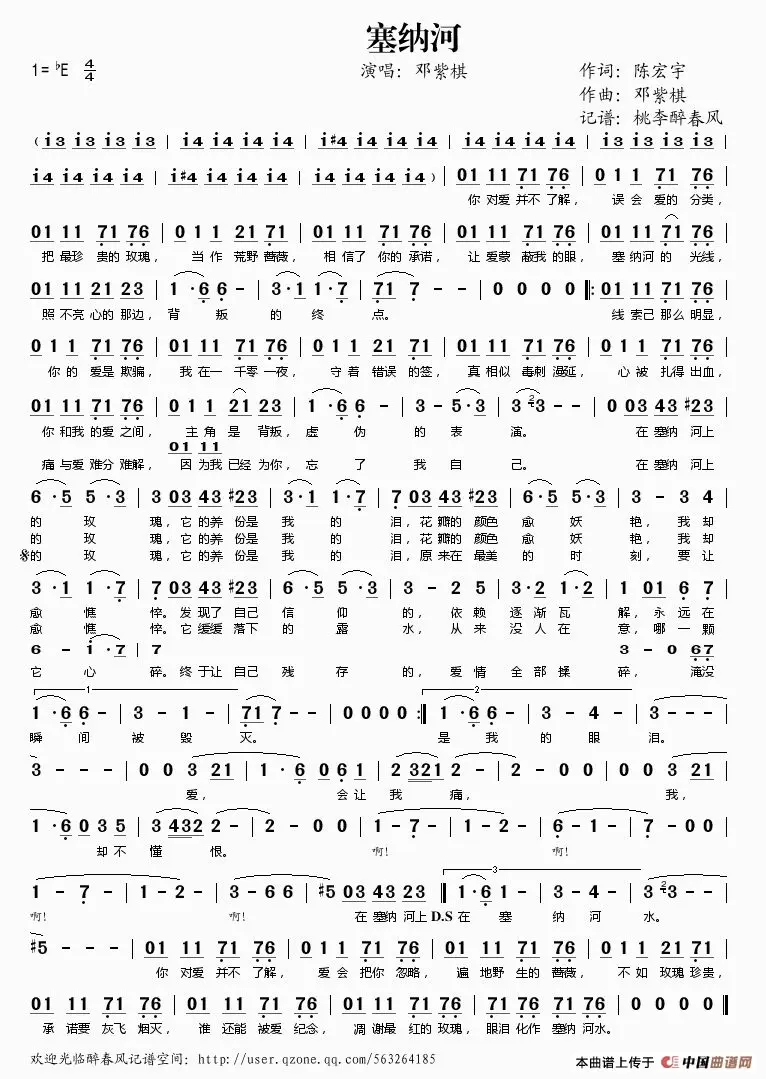 塞纳河
1=♭E 4/4
演唱：邓紫棋
作词：陈宏宇
作曲：邓紫棋
记谱：桃李醉春风
( i3 i3 i3 i3 | i4 i4 i4 i4 | i#4 i4 i4 i4 | i4 i4 i4 i4 | i3 i3 i3 i3 |
i4 i4 i4 i4 | i#4 i4 i4 i4 | i4 i4 i4 i4 ) | 01 11 71 76 | 0 1 1 71 76 |
你 对爱 并不 了解， 误 会 爱的 分类，
01 11 71 76 | 0 1 1 21 71 | 01 11 71 76 | 01 11 71 76 | 01 11 71 76 |
把 最珍 贵的 玫瑰， 当 作 荒野 蔷薇， 相信了 你的 承诺， 让 爱蒙 蔽我 的眼， 塞纳河的 光线，
01 11 21 23 | 1 · 6 6 - | 3 · 1 1 · 7 | 71 7 - - | 0 0 0 0 |: 01 11 71 76 |
照 不亮 心的 那边， 背 叛 的 终 点。 线 索已 那么 明显，
0 1 1 71 76 | 01 11 71 76 | 0 1 1 21 71 | 01 11 71 76 | 01 11 71 76 |
你 的 爱是 欺骗， 我 在一 千零 一夜， 守 着 错误 的签， 真 相似 毒刺 漫延， 心被 扎得 出血，
01 11 71 76 | 0 1 1 21 23 | 1 · 6 6 - | 3 - 5 · 3 | 3 3 - - | 0 03 43 #23 |
你 和我 的爱 之间， 主 角 是 背叛， 虚 伪 的 表 演。 在 塞纳 河上
01 11
痛 与爱 难分 难解， 因 为我 已经 为你， 忘 了 我 自 己。 在 塞纳 河上
6 · 5 5 · 3 | 3 03 43 #23 | 3 · 1 1 · 7 | 7 03 43 #23 | 6 · 5 5 · 3 | 3 - 3 4 |
的 玫 瑰， 它 的养 份是 我 的 泪， 花 瓣的 颜色 愈 妖 艳， 我 却
的 玫 瑰， 它 的养 份是 我 的 泪， 花 瓣的 颜色 愈 妖 艳， 我 却
𝄋的 玫 瑰， 它 的养 份是 我 的 泪， 原 来在 最美 的 时 刻， 要 让
3 · 1 1 · 7 | 7 03 43 #23 | 6 · 5 5 · 3 | 3 - 2 5 | 3 · 2 1 · 2 | 1 01 6 7 |
愈 憔 悴。 发 现了 自己 信 仰 的， 依 赖 逐 渐 瓦 解， 永 远 在
愈 憔 悴。 它 缓缓 落下 的 露 水， 从 来 没 人 在 意， 哪 一 颗
6 - i · 7 | 7 3 - 0 67
它 心 碎。 终 于让 自己 残 存 的， 爱 情 全 部 揉 碎， 淹没
1
1 · 6 6 - | 3 - 1 - | 71 7 - - | 0 0 0 0 :|
2
1 · 6 6 - | 3 - 4 - | 3 - - - |
瞬 间 被 毁 灭。 是 我 的 眼 泪。
3 - - - | 0 0 3 21 | 1 · 6 06 1 | 2 321 2 - | 2 - 0 0 | 0 0 3 21 |
爱， 会 让 我 痛， 我，
1 · 6 03 5 | 3 432 2 - | 2 - 0 0 | 1 - 7 - | 6 - 1 - | 7 - 0 0 |
却 不 懂 恨。 啊! 啊!
1 - 7 - | 1 - 2 - | 3 - 6 6 | #5 03 43 23 ||
3
1 · 6 1 - | 3 - 4 - | 3 3 - - |
啊! 啊! 在 塞纳 河上 D.S 在 塞 纳 河 水。
#5 - - - | 01 11 71 76 | 01 11 71 76 | 01 11 71 76 | 0 1 1 21 71 |
你 对爱 并不 了解， 爱 会 把你 忽略， 遍 地野 生的 蔷薇， 不 如 玫瑰 珍贵，
01 11 71 76 | 01 11 71 76 | 01 11 71 76 | 01 11 71 76 | 0 0 0 0 ||
承 诺要 灰飞 烟灭， 谁 还能 被爱 纪念， 凋 谢最 红的 玫瑰， 眼泪 化作 塞纳 河水。
欢迎光临醉春风记谱空间：http://user.qzone.qq.com/563264185
本曲谱上传于 中国曲谱网